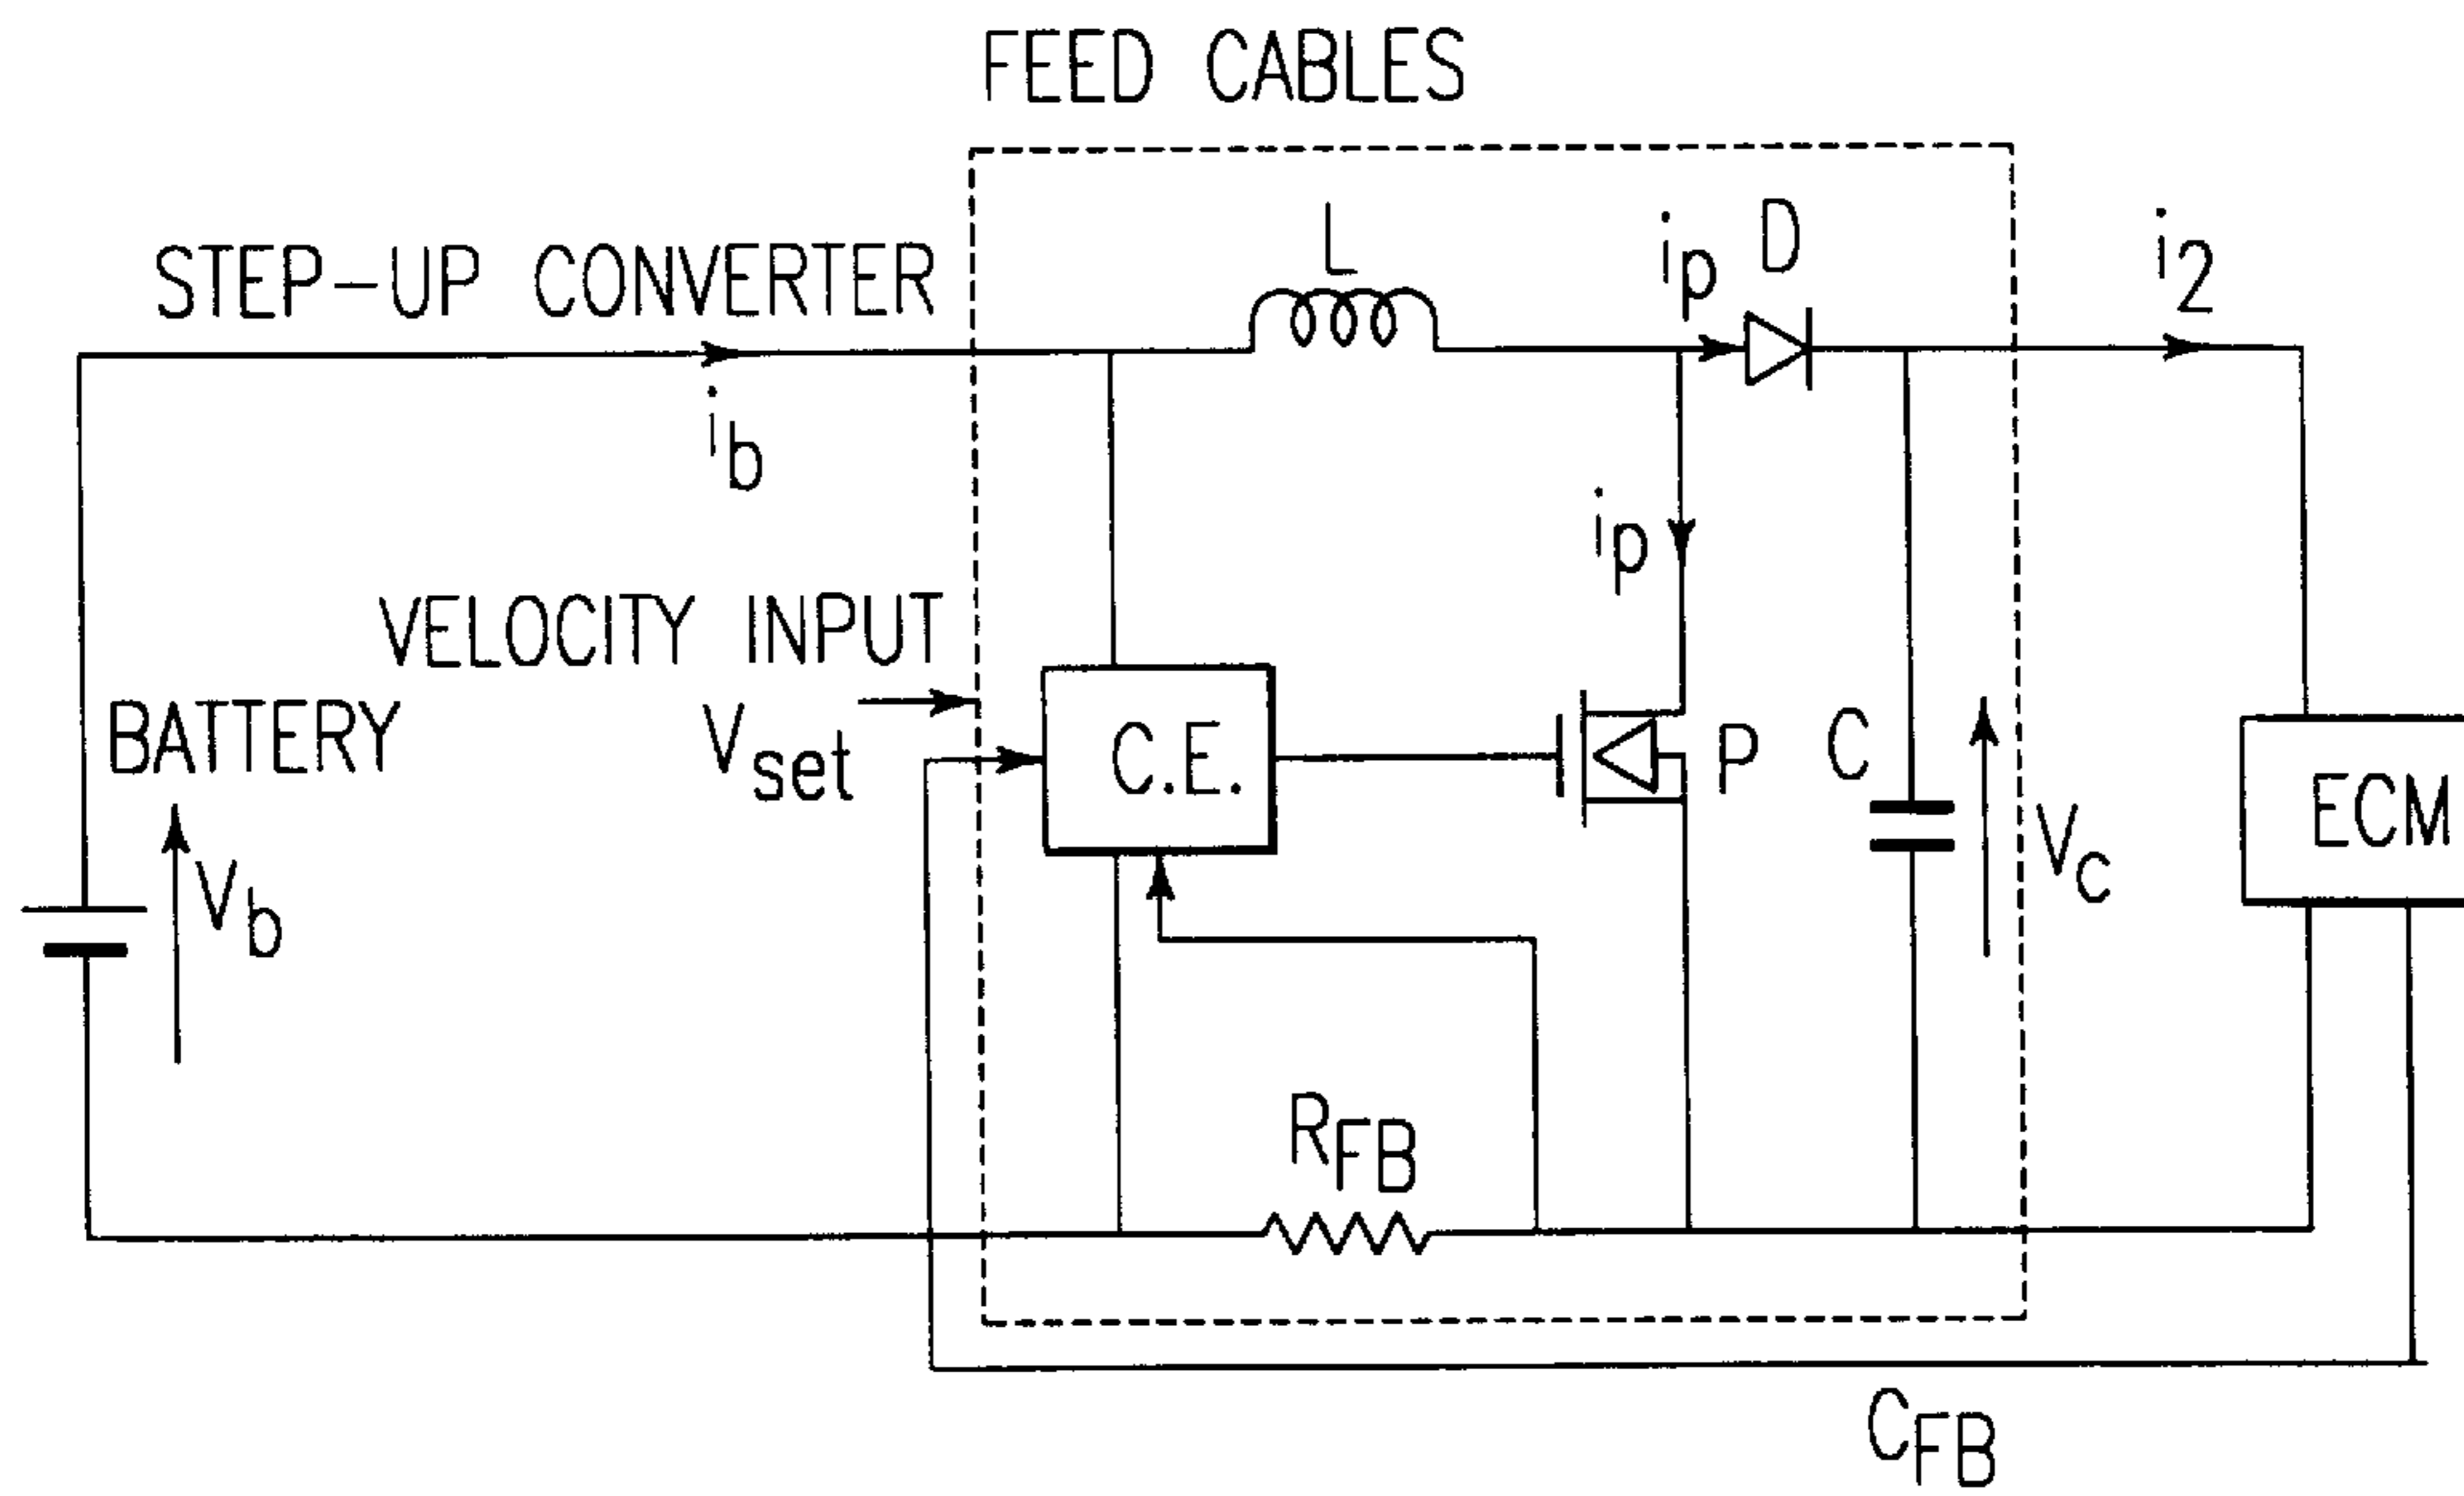 FEED CABLES
STEP-UP CONVERTER
L
ip
D
i2
ib
ip
VELOCITY INPUT
Vset
BATTERY
Vb
C.E.
P
C
Vc
ECM
RFB
CFB